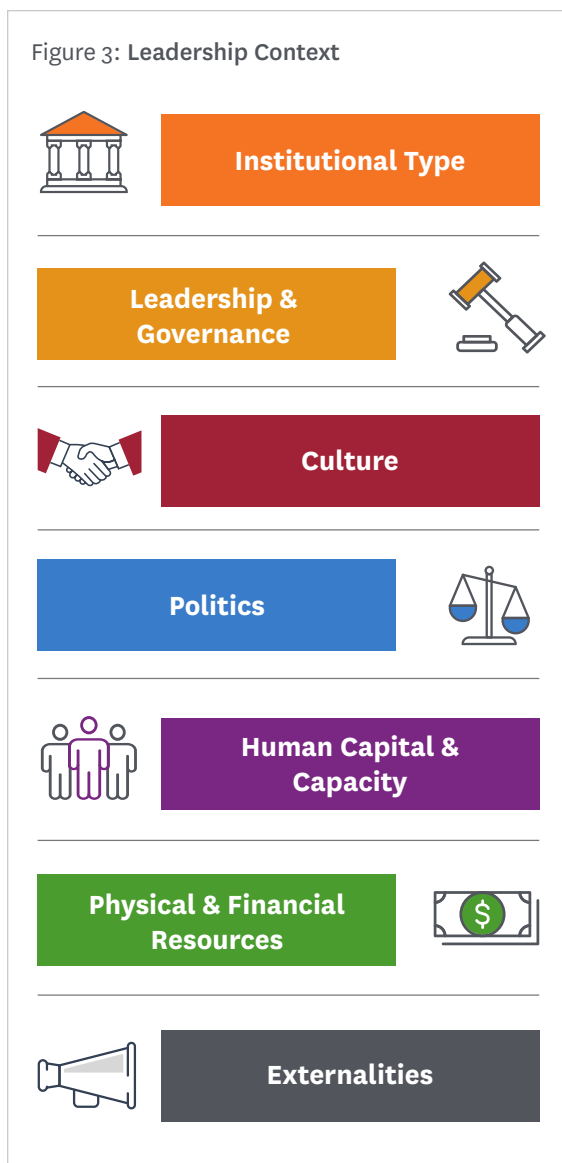 Figure 3: Leadership Context
Institutional Type
Leadership &
Governance
Culture
Politics
Human Capital &
Capacity
Physical & Financial
Resources
$
Externalities